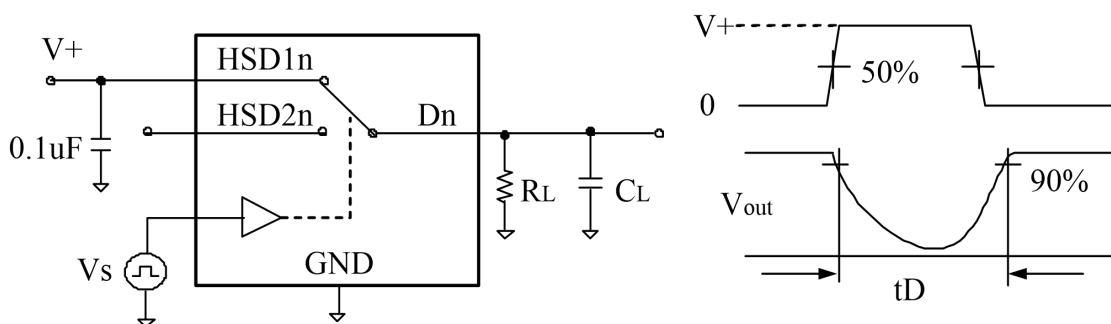 V+
HSD1n
HSD2n
Dn
0.1uF
RL
CL
Vs
GND
V+
50%
0
90%
Vout
tD